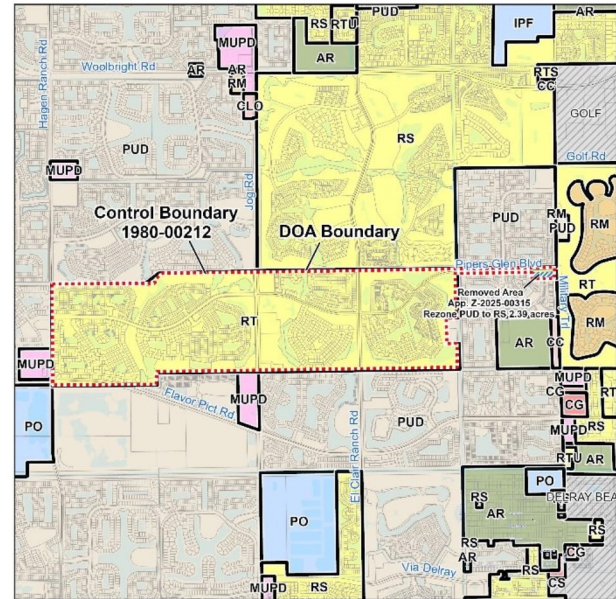 PUD
RS
RTU
IPF
AR
MUPD
AR
Woolbright Rd
AR
AR
RM
CLO
RTS
CC
GOLF
Hagen Ranch Rd
PUD
RS
Golf Rd
MUPD
Jog Rd
PUD
RM
PUD
RM
Control Boundary
1980-00212
DOA Boundary
Pipers Glen Blvd
Removed Area
App. Z-2025-00315
Rezone PUD to RS,2.39,acres
RT
RT
Military Trl
RM
AR
CC
MUPD
MUPD
Flavor Pict Rd
MUPD
CG
CG
RT
PO
PUD
MUPD
RS
El Clair Ranch Rd
RTU
AR
PO
PO
DELRAY BEA
RS
AR
RS
RS
AR
RS
CG
Via Delray
CS
MUPD
RS